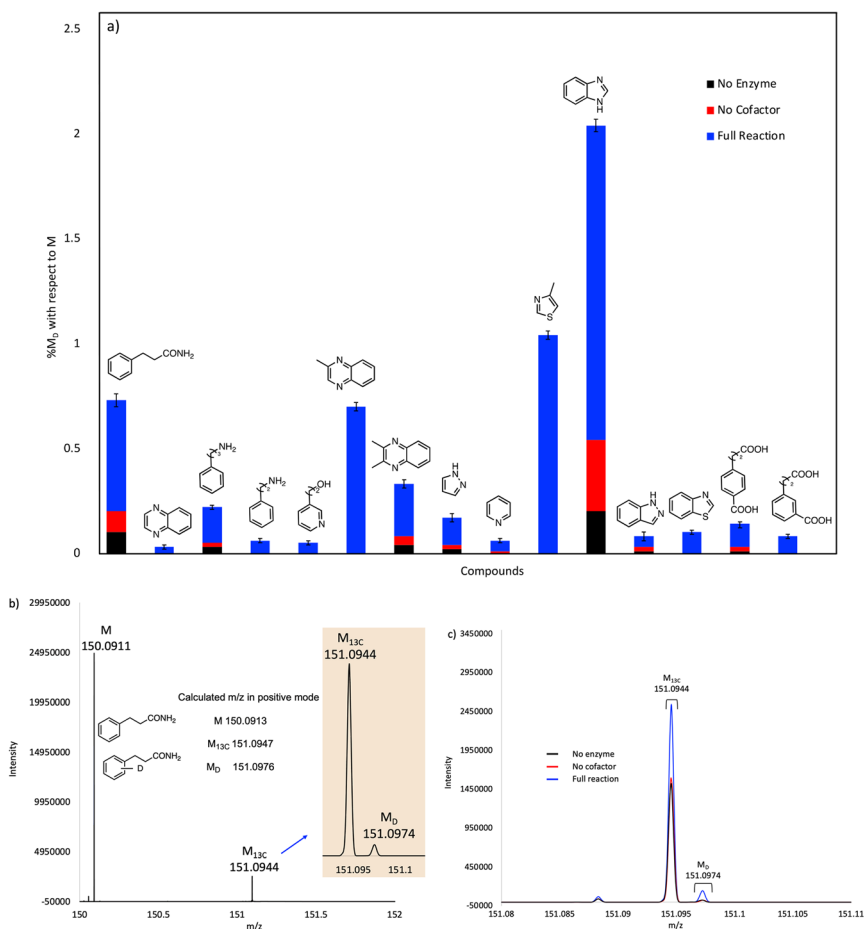 a)
2.5
2
1.5
1
0.5
0
%M_D with respect to M
Compounds
No Enzyme
No Cofactor
Full Reaction
CONH2
N
N
NH2
3
NH2
2
OH
2
N
N
N
N
N
H
N
N
N
S
N
N
H
H
N
N
N
S
COOH
2
COOH
COOH
2
COOH
b)
29950000
24950000
19950000
14950000
9950000
4950000
-50000
Intensity
150
150.5
151
151.5
152
m/z
M
150.0911
CONH2
CONH2
D
Calculated m/z in positive mode
M 150.0913
M13C 151.0947
MD 151.0976
M13C
151.0944
M13C
151.0944
MD
151.0974
151.095
151.1
c)
3450000
2950000
2450000
1950000
1450000
950000
450000
-50000
Intensity
151.08
151.085
151.09
151.095
151.1
151.105
151.11
m/z
No enzyme
No cofactor
Full reaction
M13C
151.0944
MD
151.0974